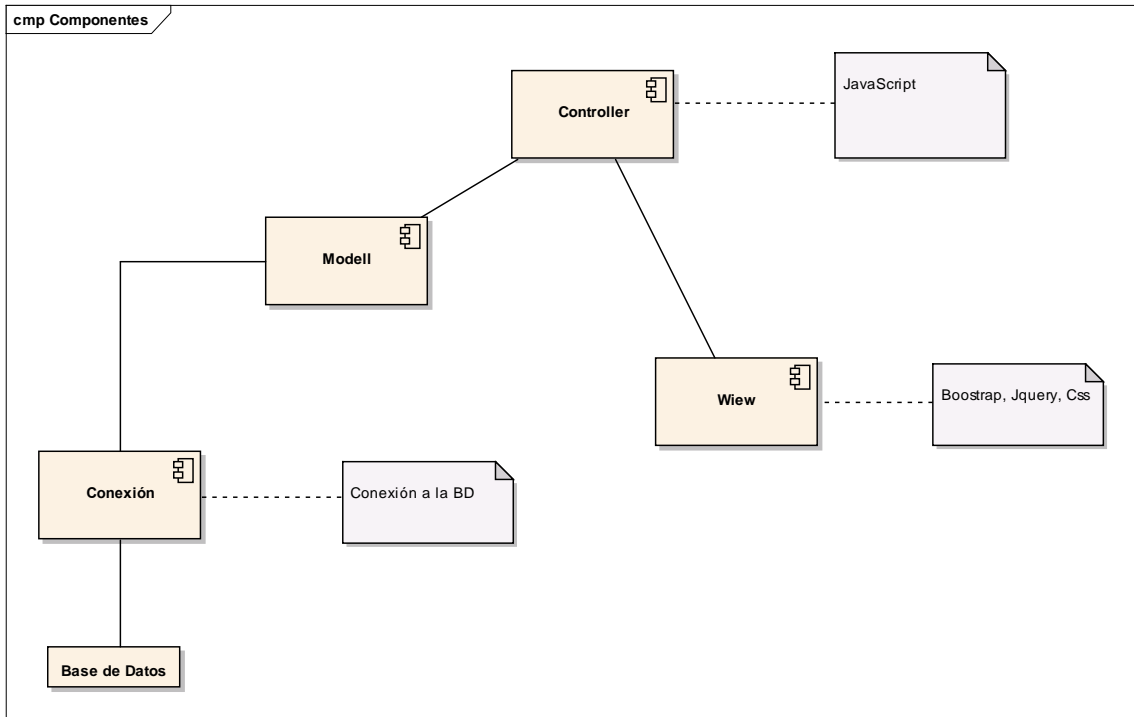 cmp Componentes
Controller
JavaScript
Modell
Wiew
Boostrap, Jquery, Css
Conexión
Conexión a la BD
Base de Datos